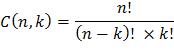 C(n, k) = n! / ((n − k)! × k!)